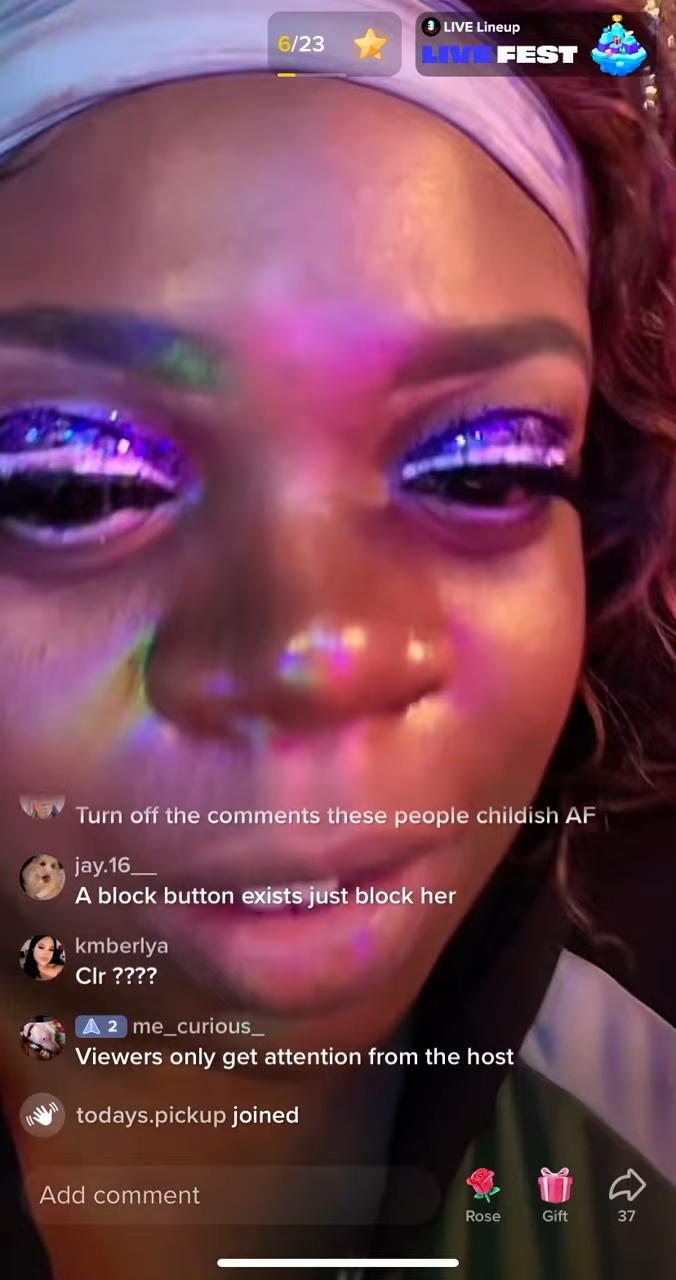 6/23
LIVE Lineup
LIVE FEST
Turn off the comments these people childish AF
jay.16__
A block button exists just block her
kmberlya
Clr ????
2 me_curious_
Viewers only get attention from the host
todays.pickup joined
Add comment
Rose
Gift
37